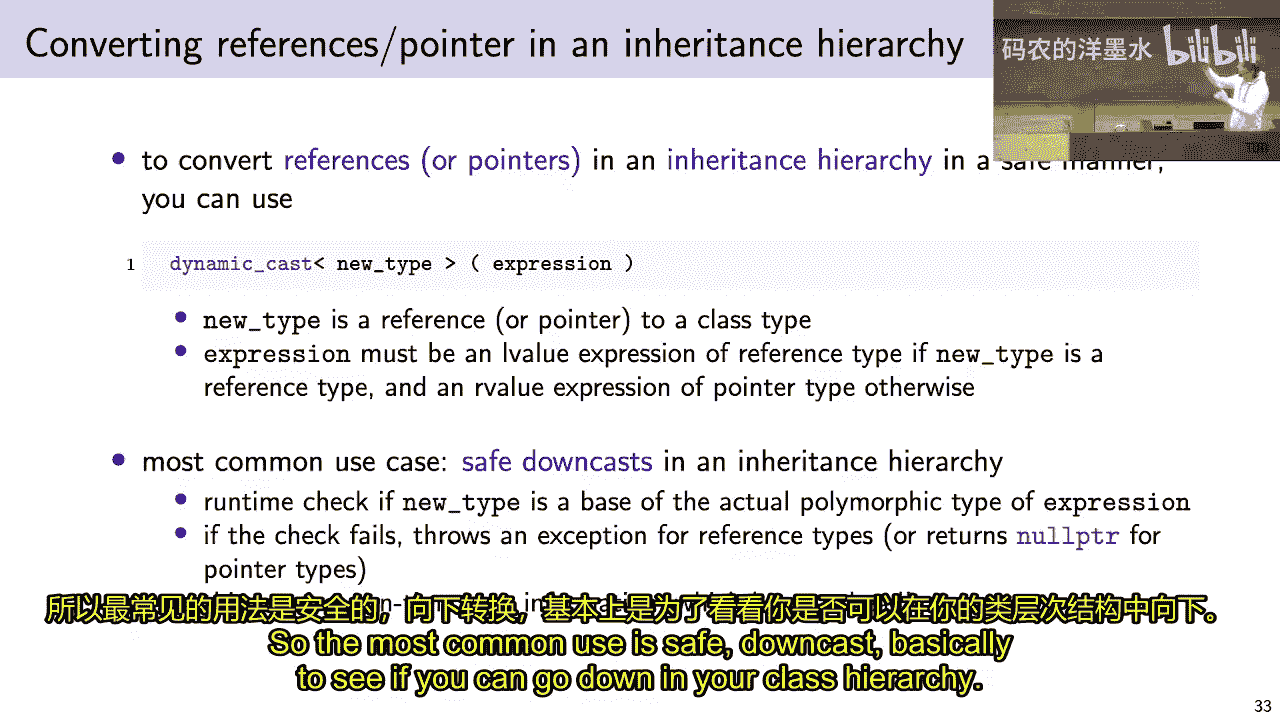 Converting references/pointer in an inheritance hierarchy
码农的洋墨水 bilibili
to convert references (or pointers) in an inheritance hierarchy in a safe manner,
you can use
1 dynamic_cast< new_type > ( expression )
new_type is a reference (or pointer) to a class type
expression must be an lvalue expression of reference type if new_type is a
reference type, and an rvalue expression of pointer type otherwise
most common use case: safe downcasts in an inheritance hierarchy
runtime check if new_type is a base of the actual polymorphic type of expression
if the check fails, throws an exception for reference types (or returns nullptr for
pointer types)
所以最常见的用法是安全的，向下转换，基本上是为了看看你是否可以在你的类层次结构中向下。
So the most common use is safe, downcast, basically
to see if you can go down in your class hierarchy.
33